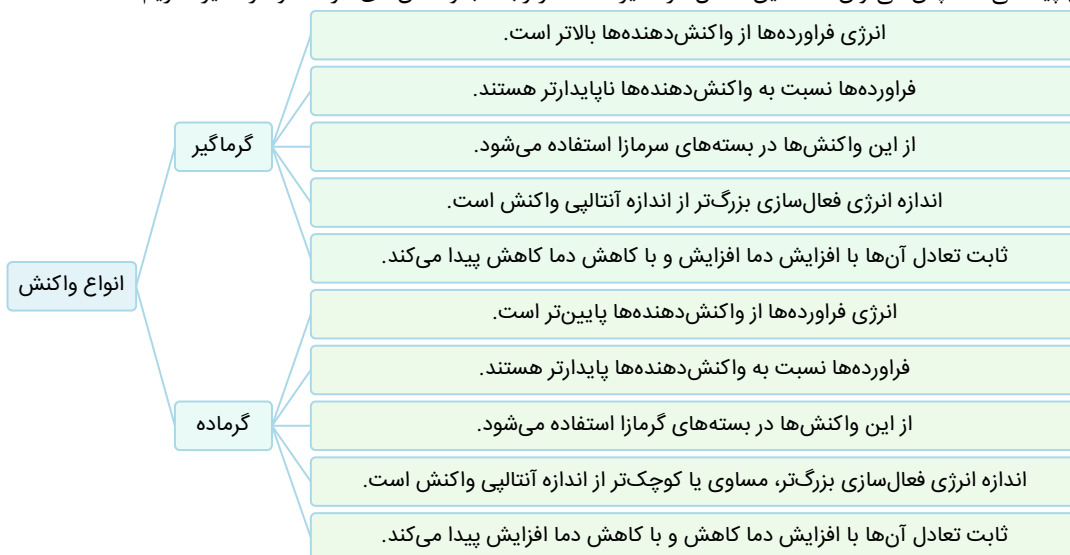 انواع واکنش
گرماگیر
انرژی فراورده‌ها از واکنش‌دهنده‌ها بالاتر است.
فراورده‌ها نسبت به واکنش‌دهنده‌ها ناپایدارتر هستند.
از این واکنش‌ها در بسته‌های سرمازا استفاده می‌شود.
اندازه انرژی فعال‌سازی بزرگ‌تر از اندازه آنتالپی واکنش است.
ثابت تعادل آن‌ها با افزایش دما افزایش و با کاهش دما کاهش پیدا می‌کند.
گرماده
انرژی فراورده‌ها از واکنش‌دهنده‌ها پایین‌تر است.
فراورده‌ها نسبت به واکنش‌دهنده‌ها پایدارتر هستند.
از این واکنش‌ها در بسته‌های گرمازا استفاده می‌شود.
اندازه انرژی فعال‌سازی بزرگ‌تر، مساوی یا کوچک‌تر از اندازه آنتالپی واکنش است.
ثابت تعادل آن‌ها با افزایش دما کاهش و با کاهش دما افزایش پیدا می‌کند.